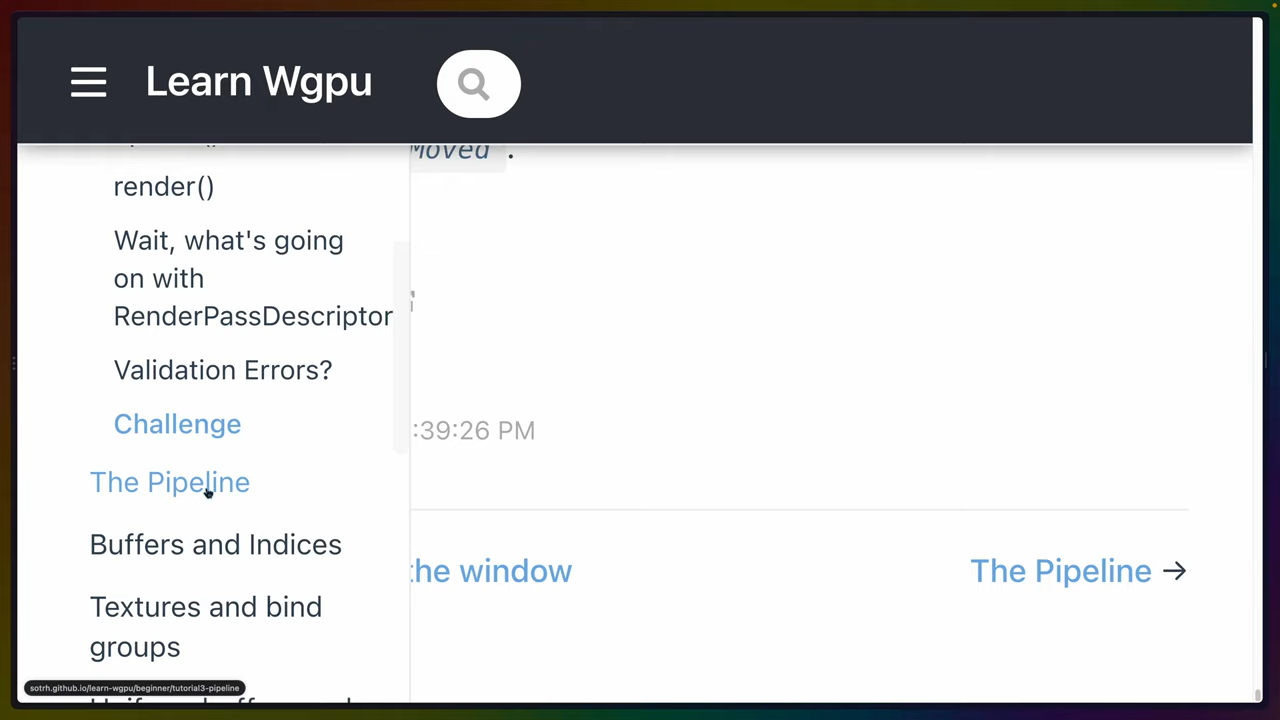 Learn Wgpu
Moved .
render()
Wait, what's going
on with
RenderPassDescriptor
Validation Errors?
Challenge
:39:26 PM
The Pipeline
Buffers and Indices
the window
The Pipeline →
Textures and bind
groups
sotrh.github.io/learn-wgpu/beginner/tutorial3-pipeline